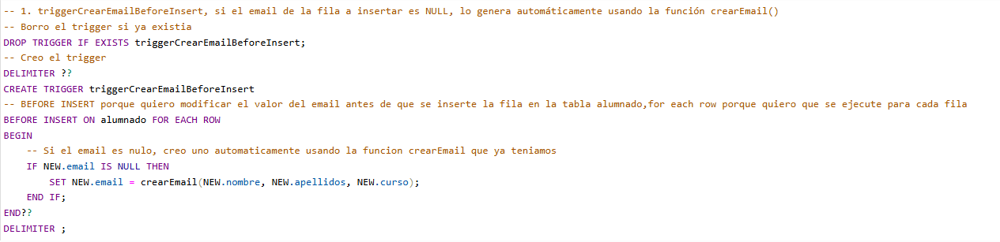 -- 1. triggerCrearEmailBeforeInsert, si el email de la fila a insertar es NULL, lo genera automáticamente usando la función crearEmail()
-- Borro el trigger si ya existia
DROP TRIGGER IF EXISTS triggerCrearEmailBeforeInsert;
-- Creo el trigger
DELIMITER ??
CREATE TRIGGER triggerCrearEmailBeforeInsert
-- BEFORE INSERT porque quiero modificar el valor del email antes de que se inserte la fila en la tabla alumnado,for each row porque quiero que se ejecute para cada fila
BEFORE INSERT ON alumnado FOR EACH ROW
BEGIN
    -- Si el email es nulo, creo uno automaticamente usando la funcion crearEmail que ya teniamos
    IF NEW.email IS NULL THEN
        SET NEW.email = crearEmail(NEW.nombre, NEW.apellidos, NEW.curso);
    END IF;
END??
DELIMITER ;